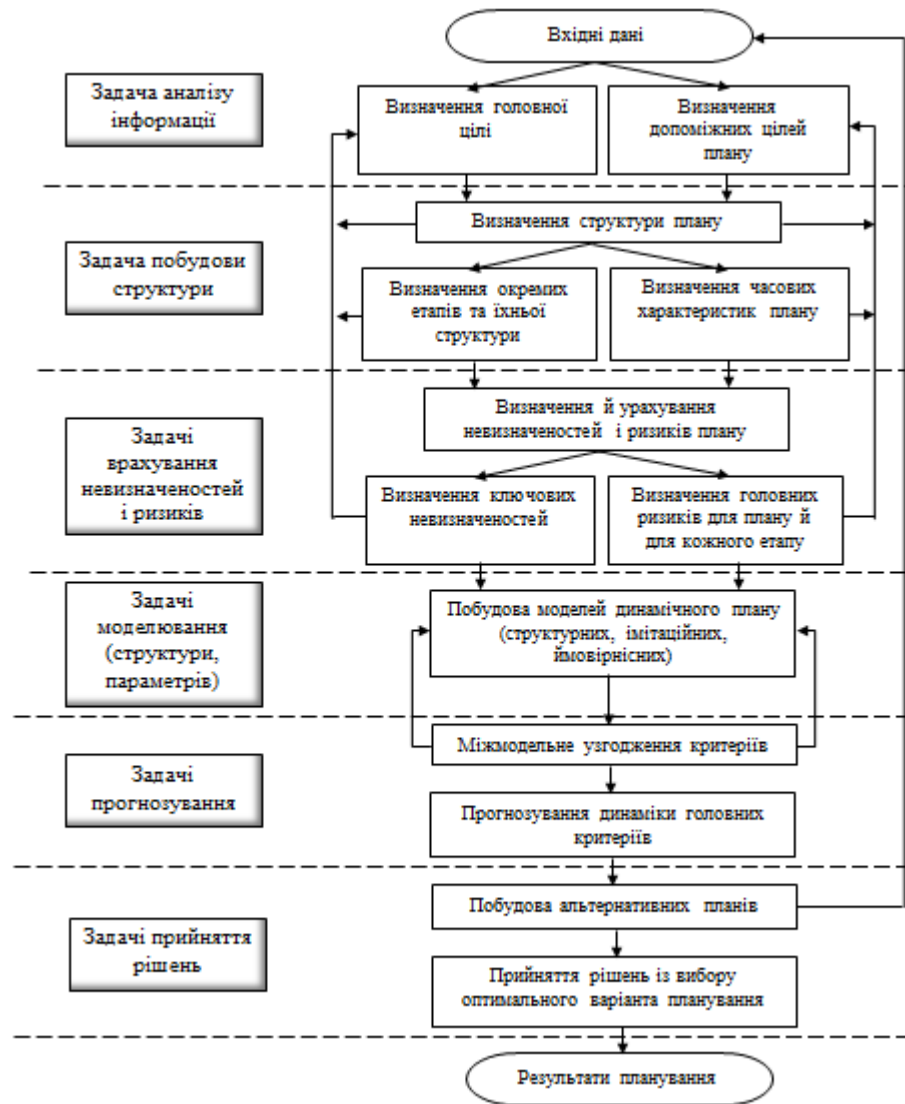 Вхідні дані
Задача аналізу
інформації
Визначення головної
цілі
Визначення
допоміжних цілей
плану
Визначення структури плану
Задача побудови
структури
Визначення окремих
етапів та їхньої
структури
Визначення часових
характеристик плану
Задачі
врахування
невизначеностей
і ризиків
Визначення й урахування
невизначеностей і ризиків плану
Визначення ключових
невизначеностей
Визначення головних
ризиків для плану й
для кожного етапу
Задачі
моделювання
(структури,
параметрів)
Побудова моделей динамічного плану
(структурних, імітаційних,
ймовірнісних)
Міжмодельне узгодження критеріїв
Задачі
прогнозування
Прогнозування динаміки головних
критеріїв
Побудова альтернативних планів
Задачі прийняття
рішень
Прийняття рішень із вибору
оптимального варіанта планування
Результати планування